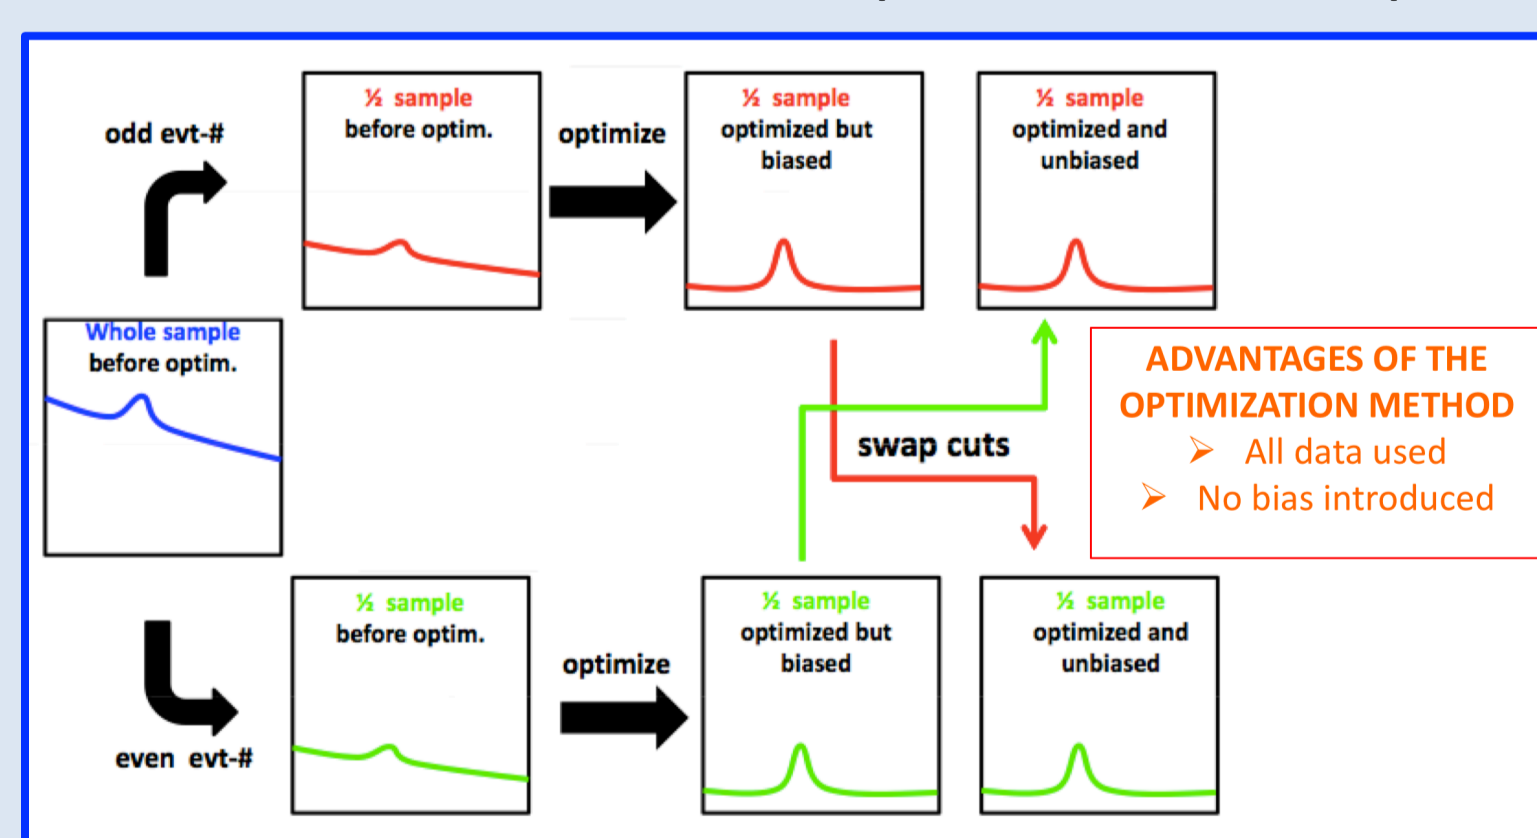 odd evt-#
½ sample
before optim.
optimize
½ sample
optimized but
biased
½ sample
optimized and
unbiased
Whole sample
before optim.
swap cuts
ADVANTAGES OF THE
OPTIMIZATION METHOD
➢ All data used
➢ No bias introduced
even evt-#
½ sample
before optim.
optimize
½ sample
optimized but
biased
½ sample
optimized and
unbiased